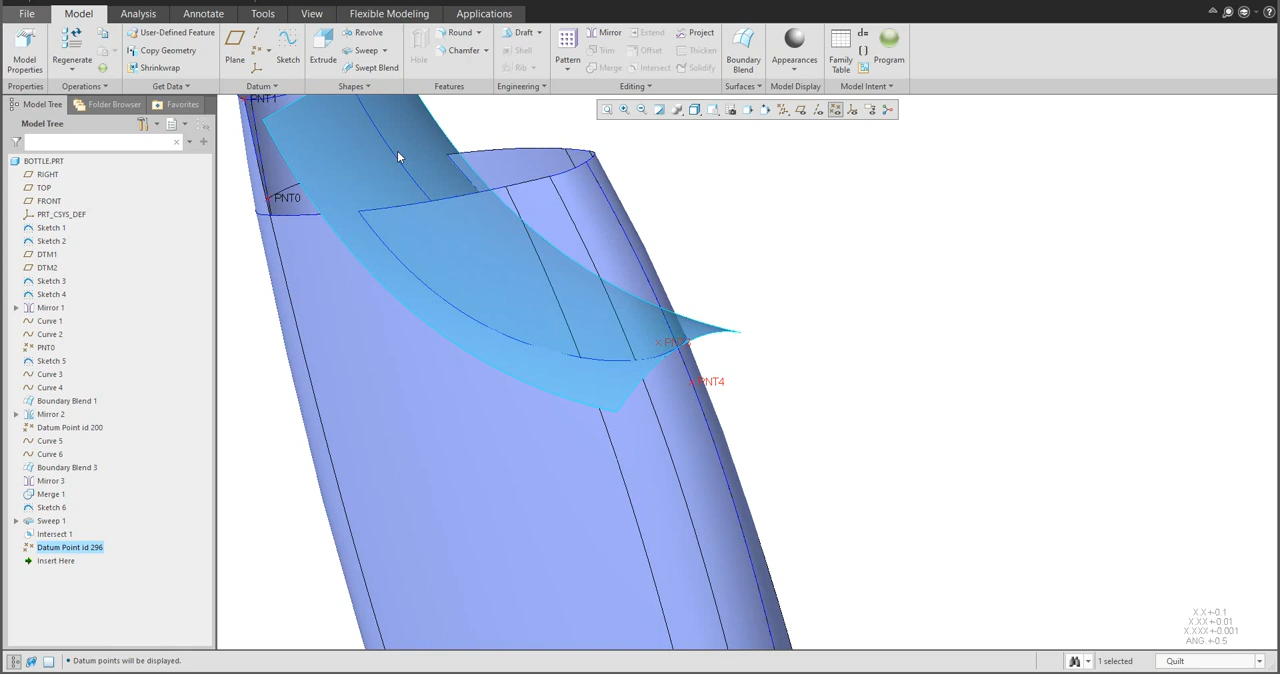 File Model Analysis Annotate Tools View Flexible Modeling Applications
Model Properties
Regenerate
User-Defined Feature
Copy Geometry
Shrinkwrap
Plane
Sketch
Extrude
Revolve
Sweep
Swept Blend
Hole
Round
Chamfer
Draft
Shell
Rib
Pattern
Mirror Extend Project
Trim Offset Thicken
Merge Intersect Solidify
Boundary Blend
Appearances
Family Table
d=
Program
Properties Operations Get Data Datum Shapes Features Engineering Editing Surfaces Model Display Model Intent
Model Tree Folder Browser Favorites
Model Tree
BOTTLE.PRT
RIGHT
TOP
FRONT
PRT_CSYS_DEF
Sketch 1
Sketch 2
DTM1
DTM2
Sketch 3
Sketch 4
Mirror 1
Curve 1
Curve 2
PNT0
Sketch 5
Curve 3
Curve 4
Boundary Blend 1
Mirror 2
Datum Point id 200
Curve 5
Curve 6
Boundary Blend 3
Mirror 3
Merge 1
Sketch 6
Sweep 1
Intersect 1
Datum Point id 296
Insert Here
PNT1
PNT0
PNT4
X.X+-0.1
X.XX+-0.01
X.XXX+-0.001
ANG.+-0.5
• Datum points will be displayed.
1 selected
Quilt